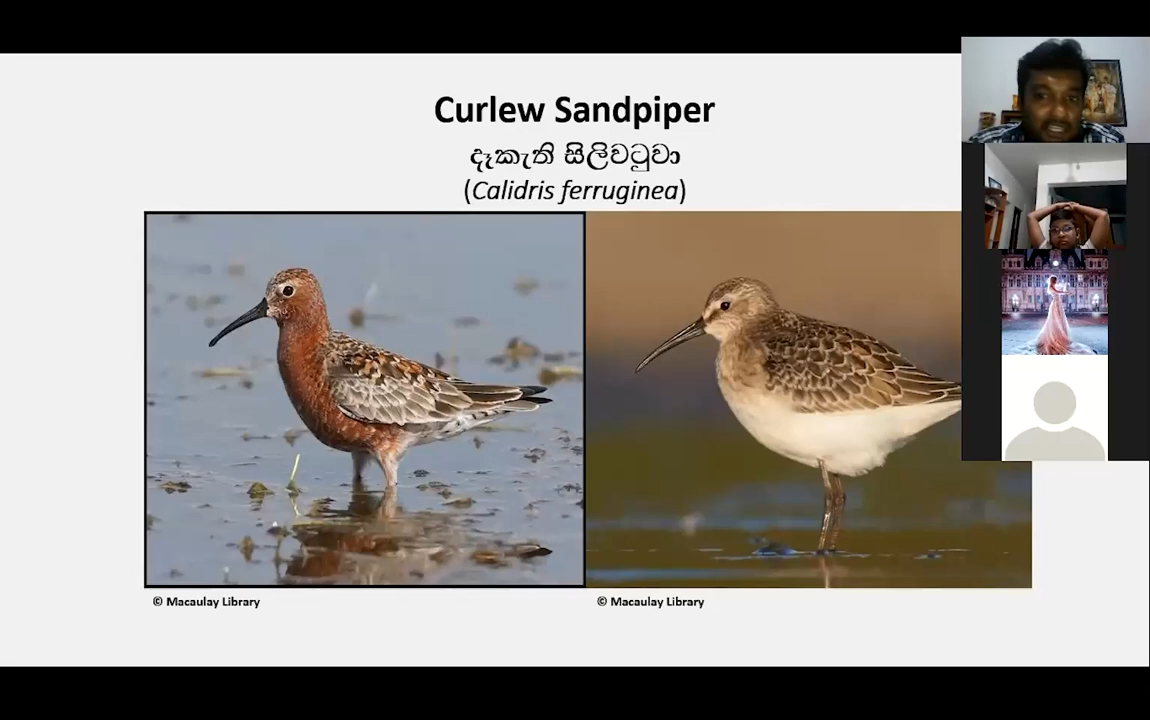 Curlew Sandpiper
දෑකැති සිලිවටුවා
(Calidris ferruginea)
© Macaulay Library
© Macaulay Library